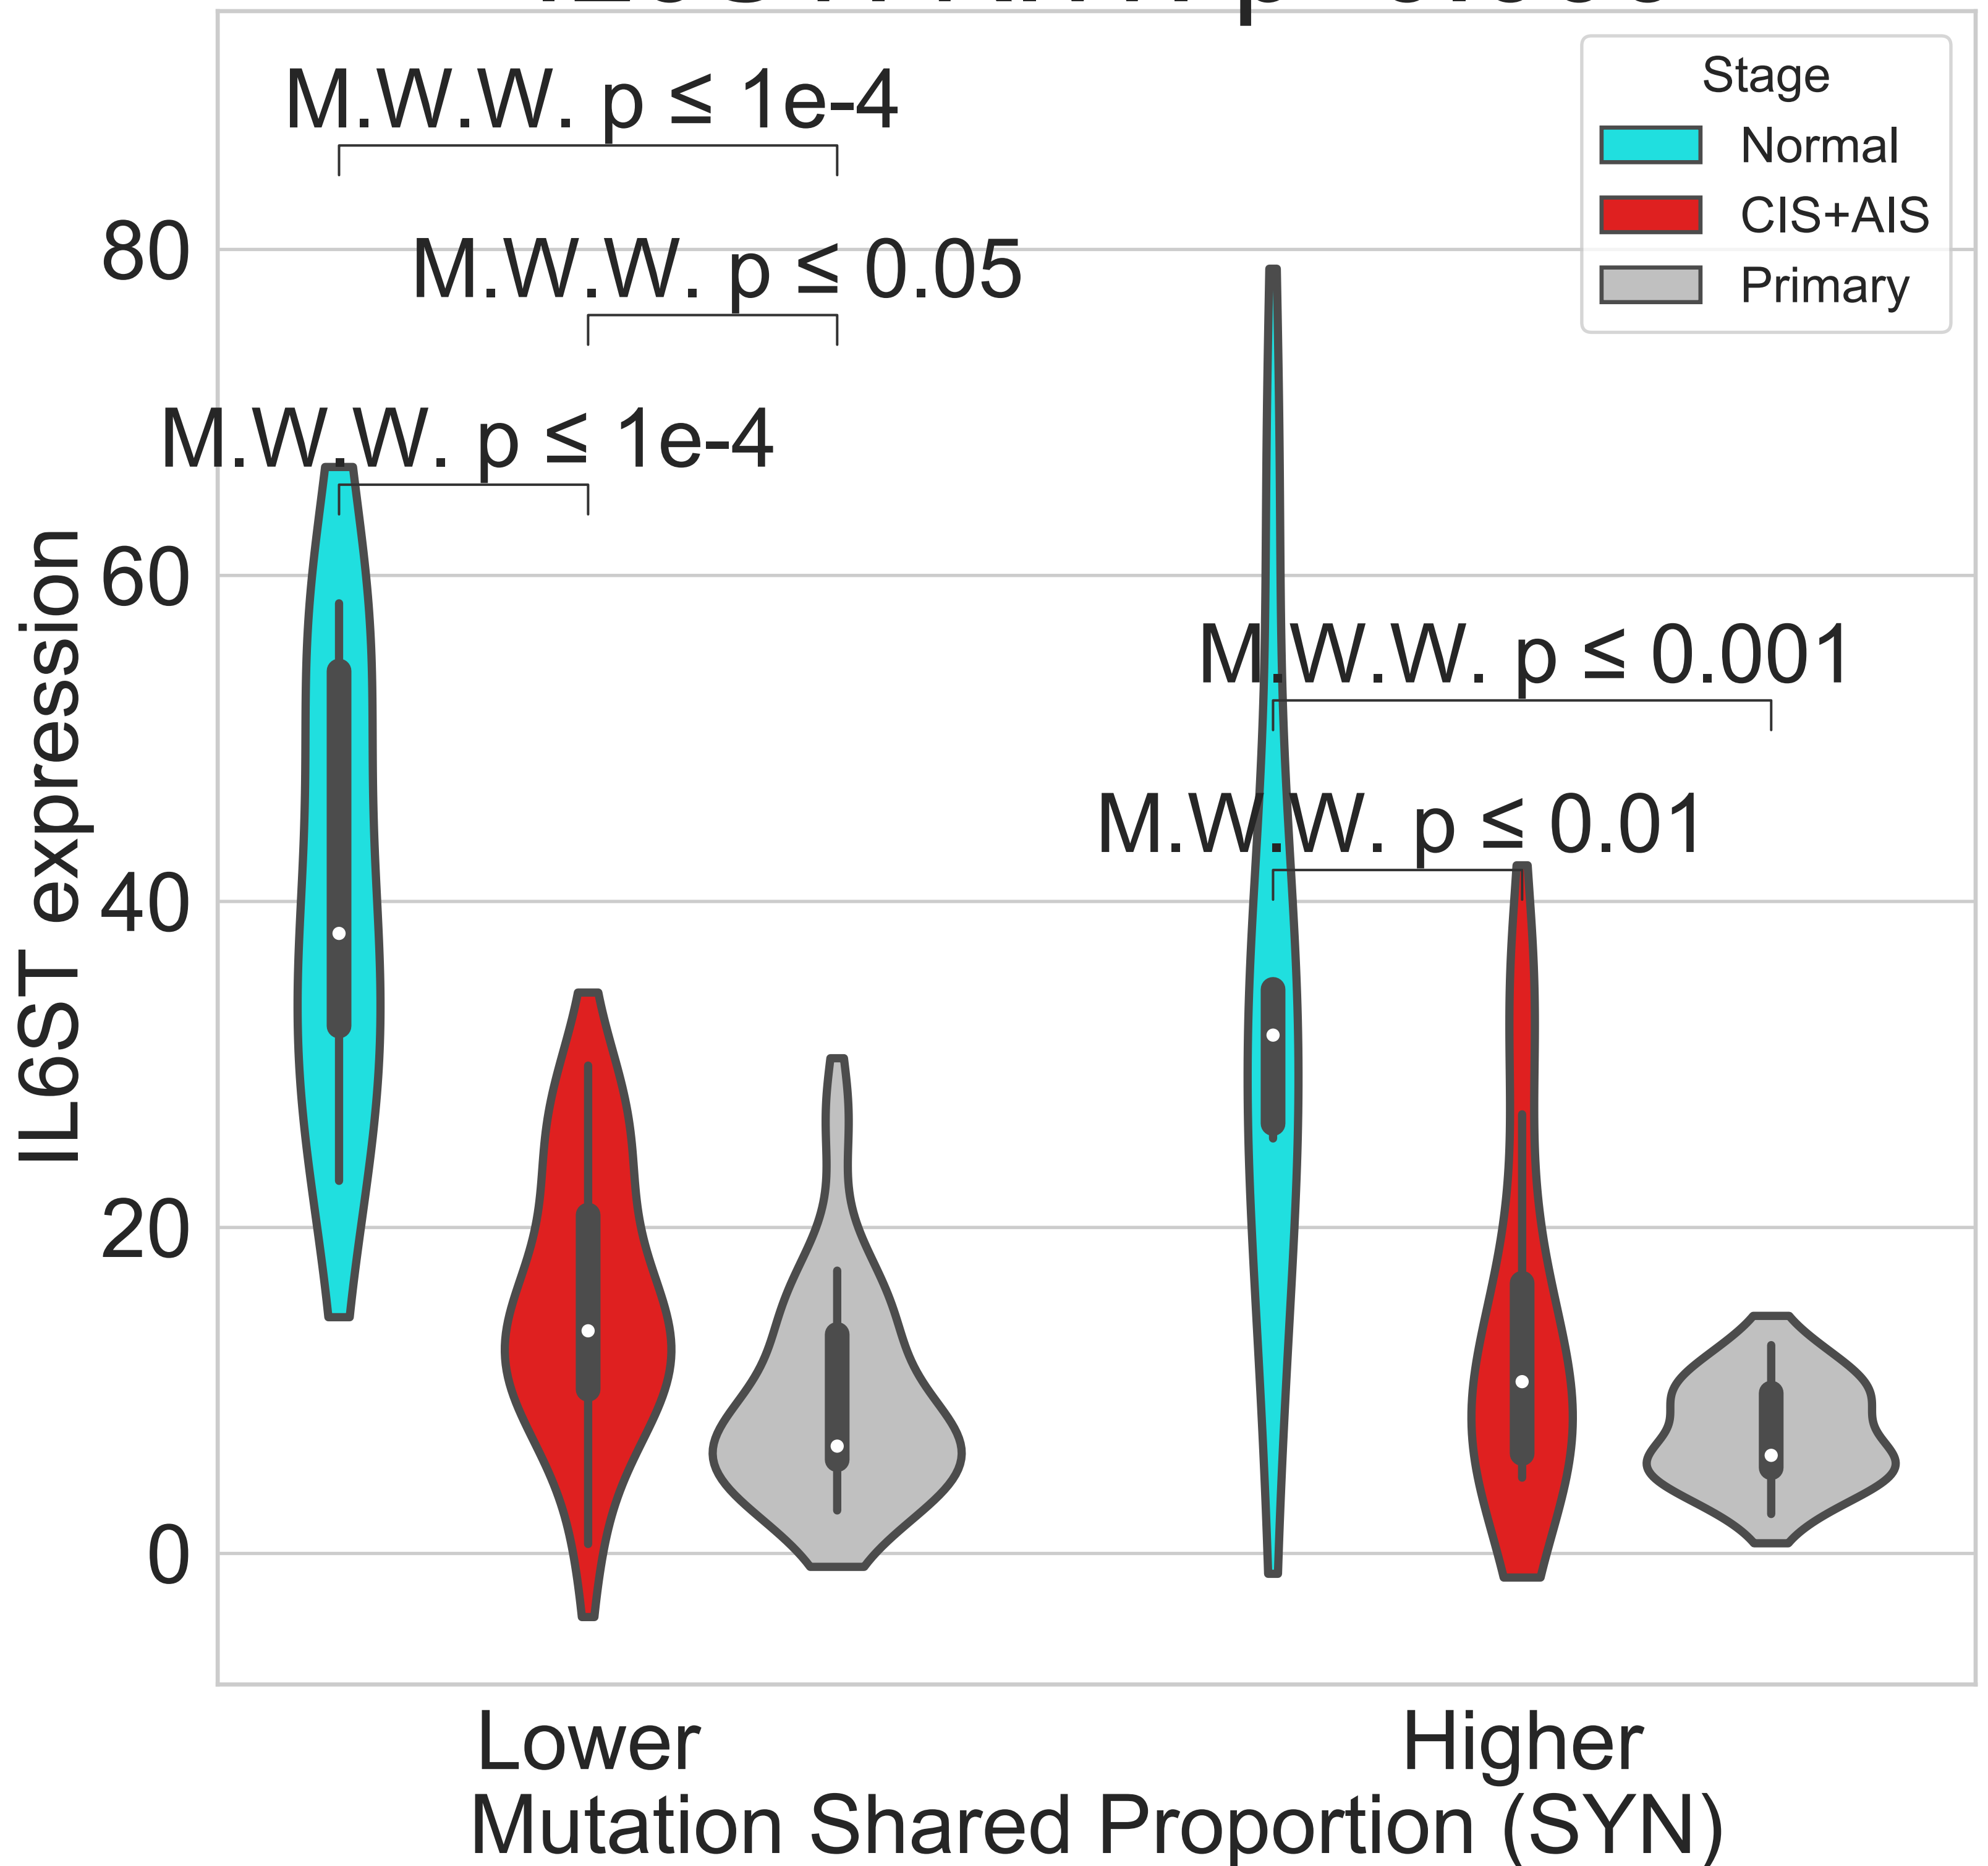 M.W.W. p ≤ 1e-4
M.W.W. p ≤ 0.05
M.W.W. p ≤ 1e-4
M.W.W. p ≤ 0.001
M.W.W. p ≤ 0.01
Stage
Normal
CIS+AIS
Primary
80
60
40
20
0
IL6ST expression
Lower
Higher
Mutation Shared Proportion (SYN)